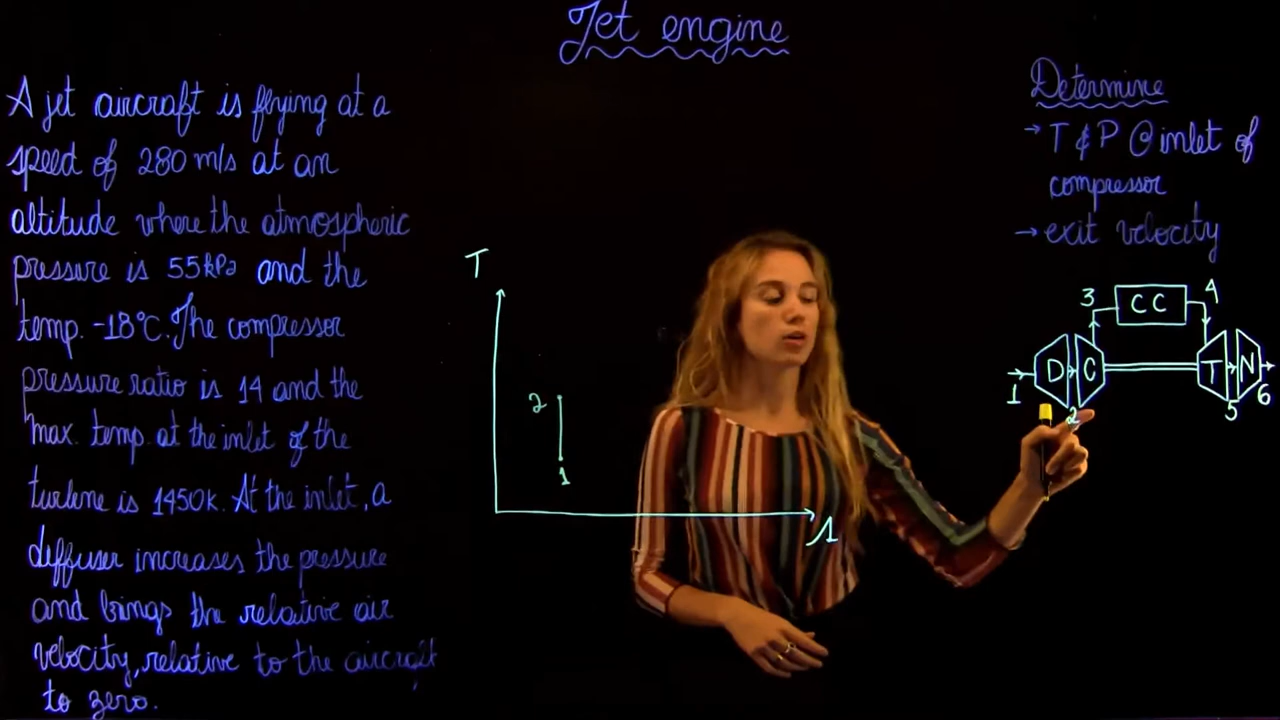 Jet engine
A jet aircraft is flying at a
speed of 280 m/s at an
altitude where the atmospheric
pressure is 55 kPa and the
temp. -18°C. The compressor
pressure ratio is 14 and the
max. temp. at the inlet of the
turbine is 1450K. At the inlet, a
diffuser increases the pressure
and brings the relative air
velocity, relative to the aircraft
to zero.
T
2
1
s
Determine
→ T & P @ inlet of
compressor
→ exit velocity
3 CC 4
1 D C T N
2 5 6